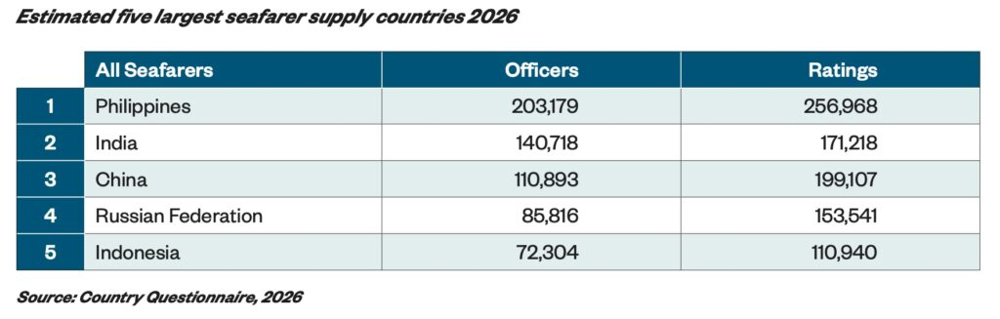 Estimated five largest seafarer supply countries 2026
All Seafarers Officers Ratings
1 Philippines 203,179 256,968
2 India 140,718 171,218
3 China 110,893 199,107
4 Russian Federation 85,816 153,541
5 Indonesia 72,304 110,940
Source: Country Questionnaire, 2026